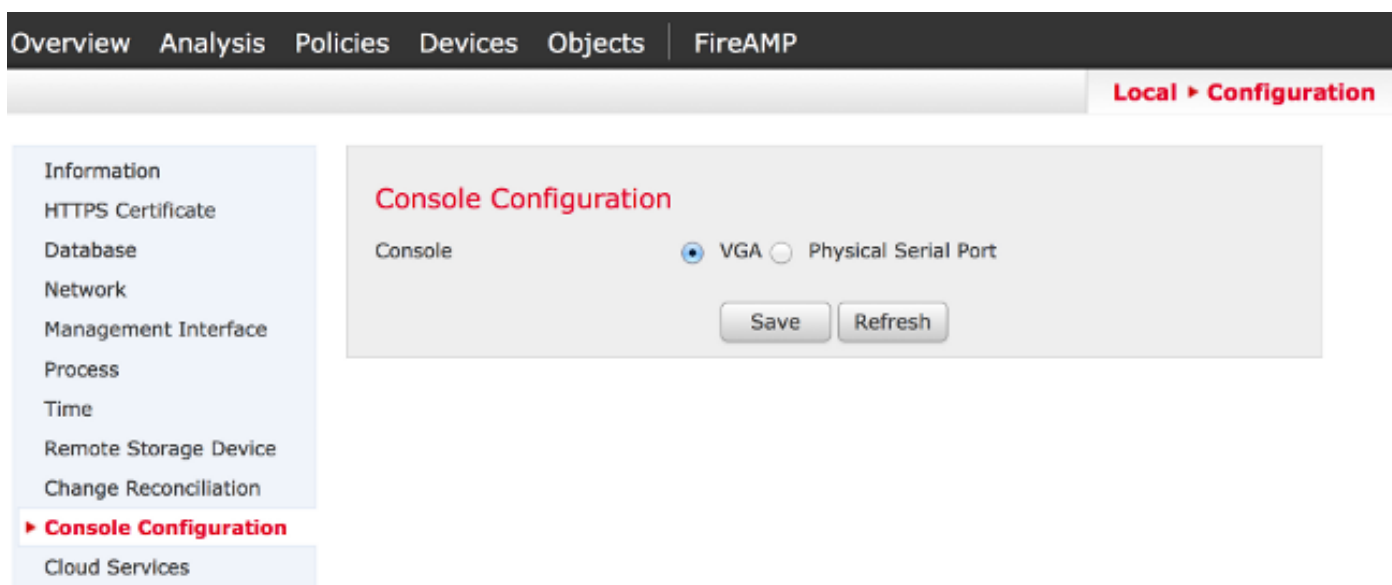 Overview Analysis Policies Devices Objects FireAMP
Local ▸ Configuration
Information
HTTPS Certificate
Database
Network
Management Interface
Process
Time
Remote Storage Device
Change Reconciliation
▸ Console Configuration
Cloud Services
Console Configuration
Console VGA Physical Serial Port
Save Refresh